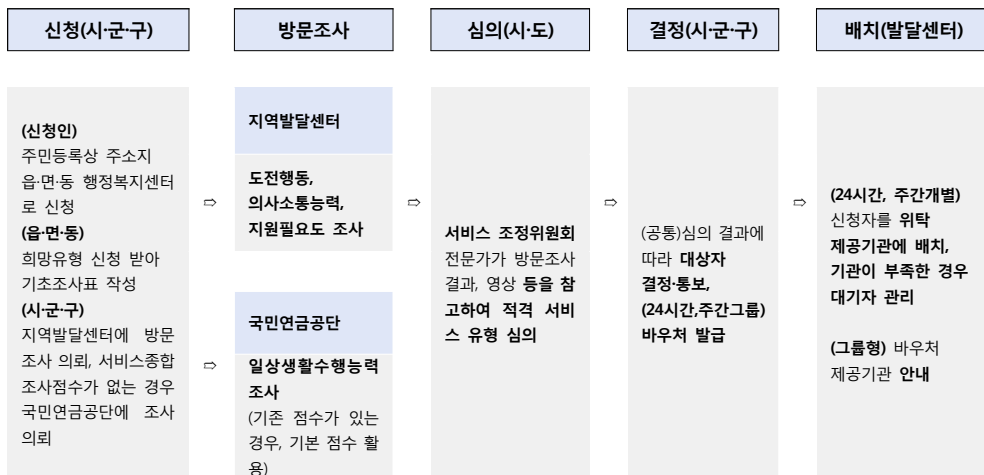 신청(시·군·구)
방문조사
심의(시·도)
결정(시·군·구)
배치(발달센터)
(신청인)
주민등록상 주소지
읍·면·동 행정복지센터
로 신청
(읍·면·동)
희망유형 신청 받아
기초조사표 작성
(시·군·구)
지역발달센터에 방문
조사 의뢰, 서비스종합
조사점수가 없는 경우
국민연금공단에 조사
의뢰
⇨
⇨
지역발달센터
도전행동,
의사소통능력,
지원필요도 조사
국민연금공단
일상생활수행능력
조사
(기존 점수가 있는
경우, 기본 점수 활
용)
⇨
서비스 조정위원회
전문가가 방문조사
결과, 영상 등을 참
고하여 적격 서비
스 유형 심의
⇨
(공통)심의 결과에
따라 대상자
결정·통보,
(24시간,주간그룹)
바우처 발급
⇨
(24시간, 주간개별)
신청자를 위탁
제공기관에 배치,
기관이 부족한 경우
대기자 관리
(그룹형) 바우처
제공기관 안내